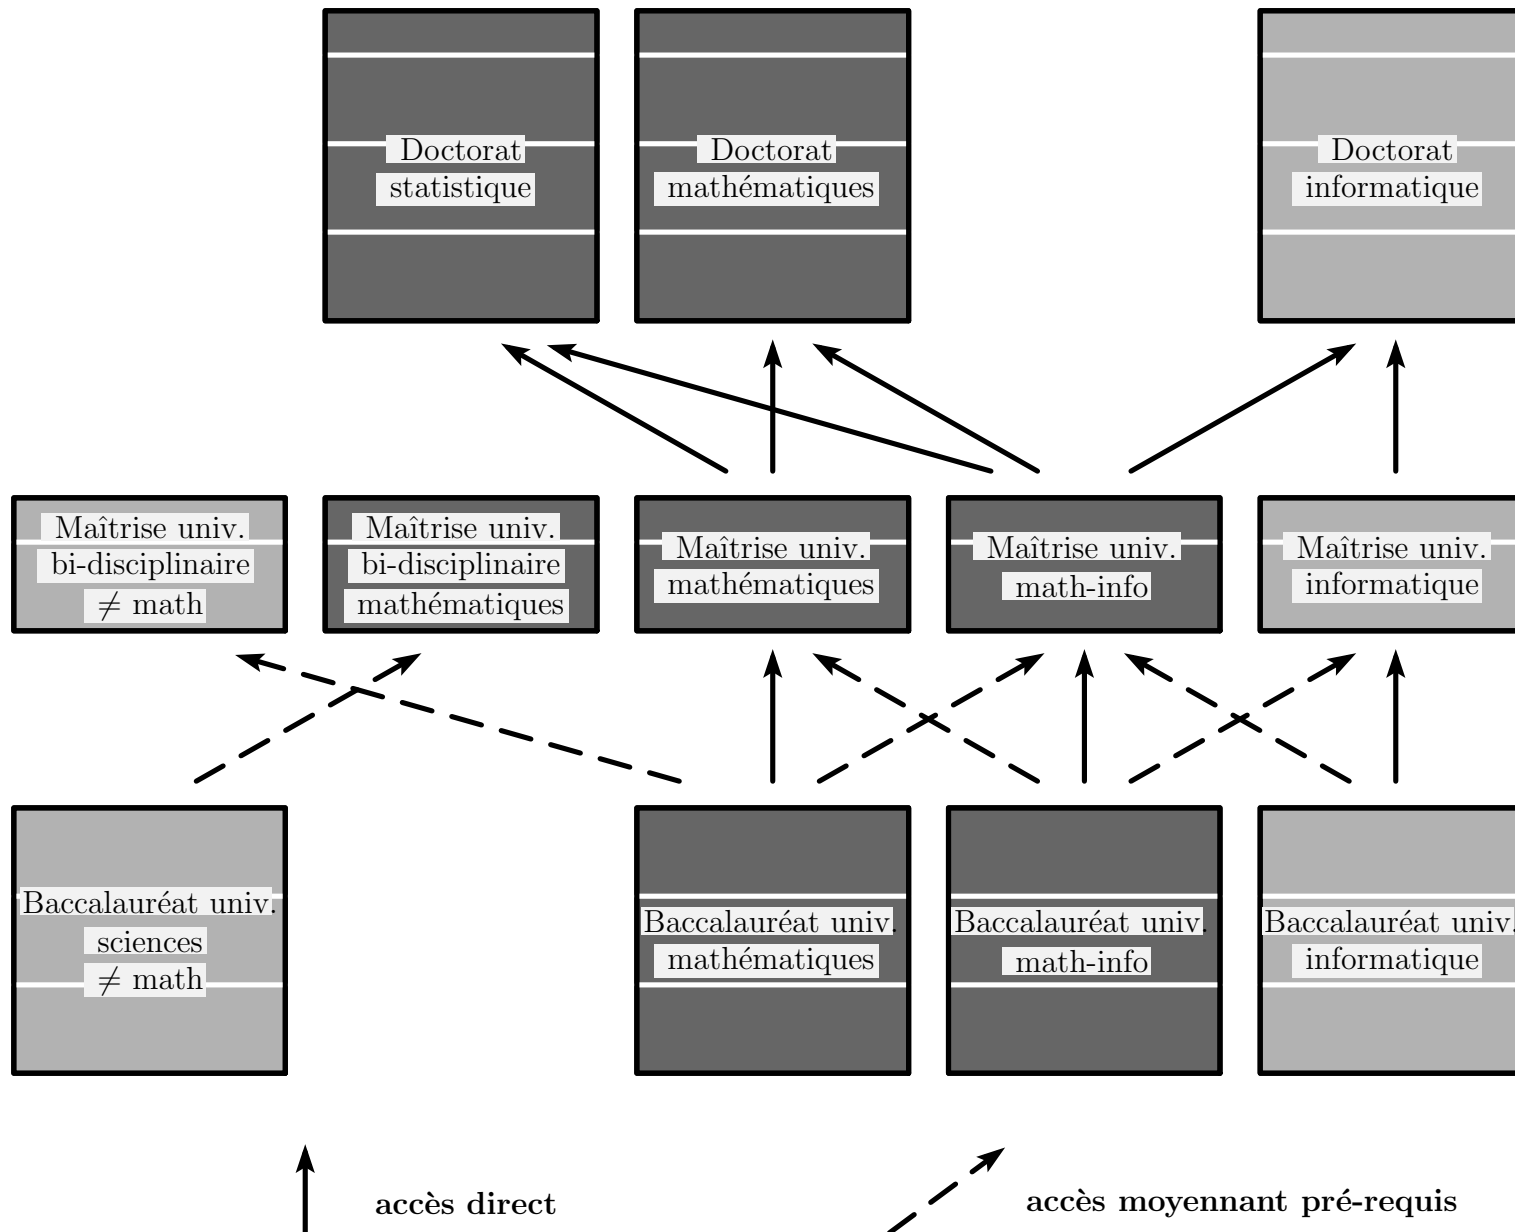 Doctorat
statistique
Doctorat
mathématiques
Doctorat
informatique
Maîtrise univ.
bi-disciplinaire
≠ math
Maîtrise univ.
bi-disciplinaire
mathématiques
Maîtrise univ.
mathématiques
Maîtrise univ.
math-info
Maîtrise univ.
informatique
Baccalauréat univ.
sciences
≠ math
Baccalauréat univ.
mathématiques
Baccalauréat univ.
math-info
Baccalauréat univ.
informatique
accès direct
accès moyennant pré-requis